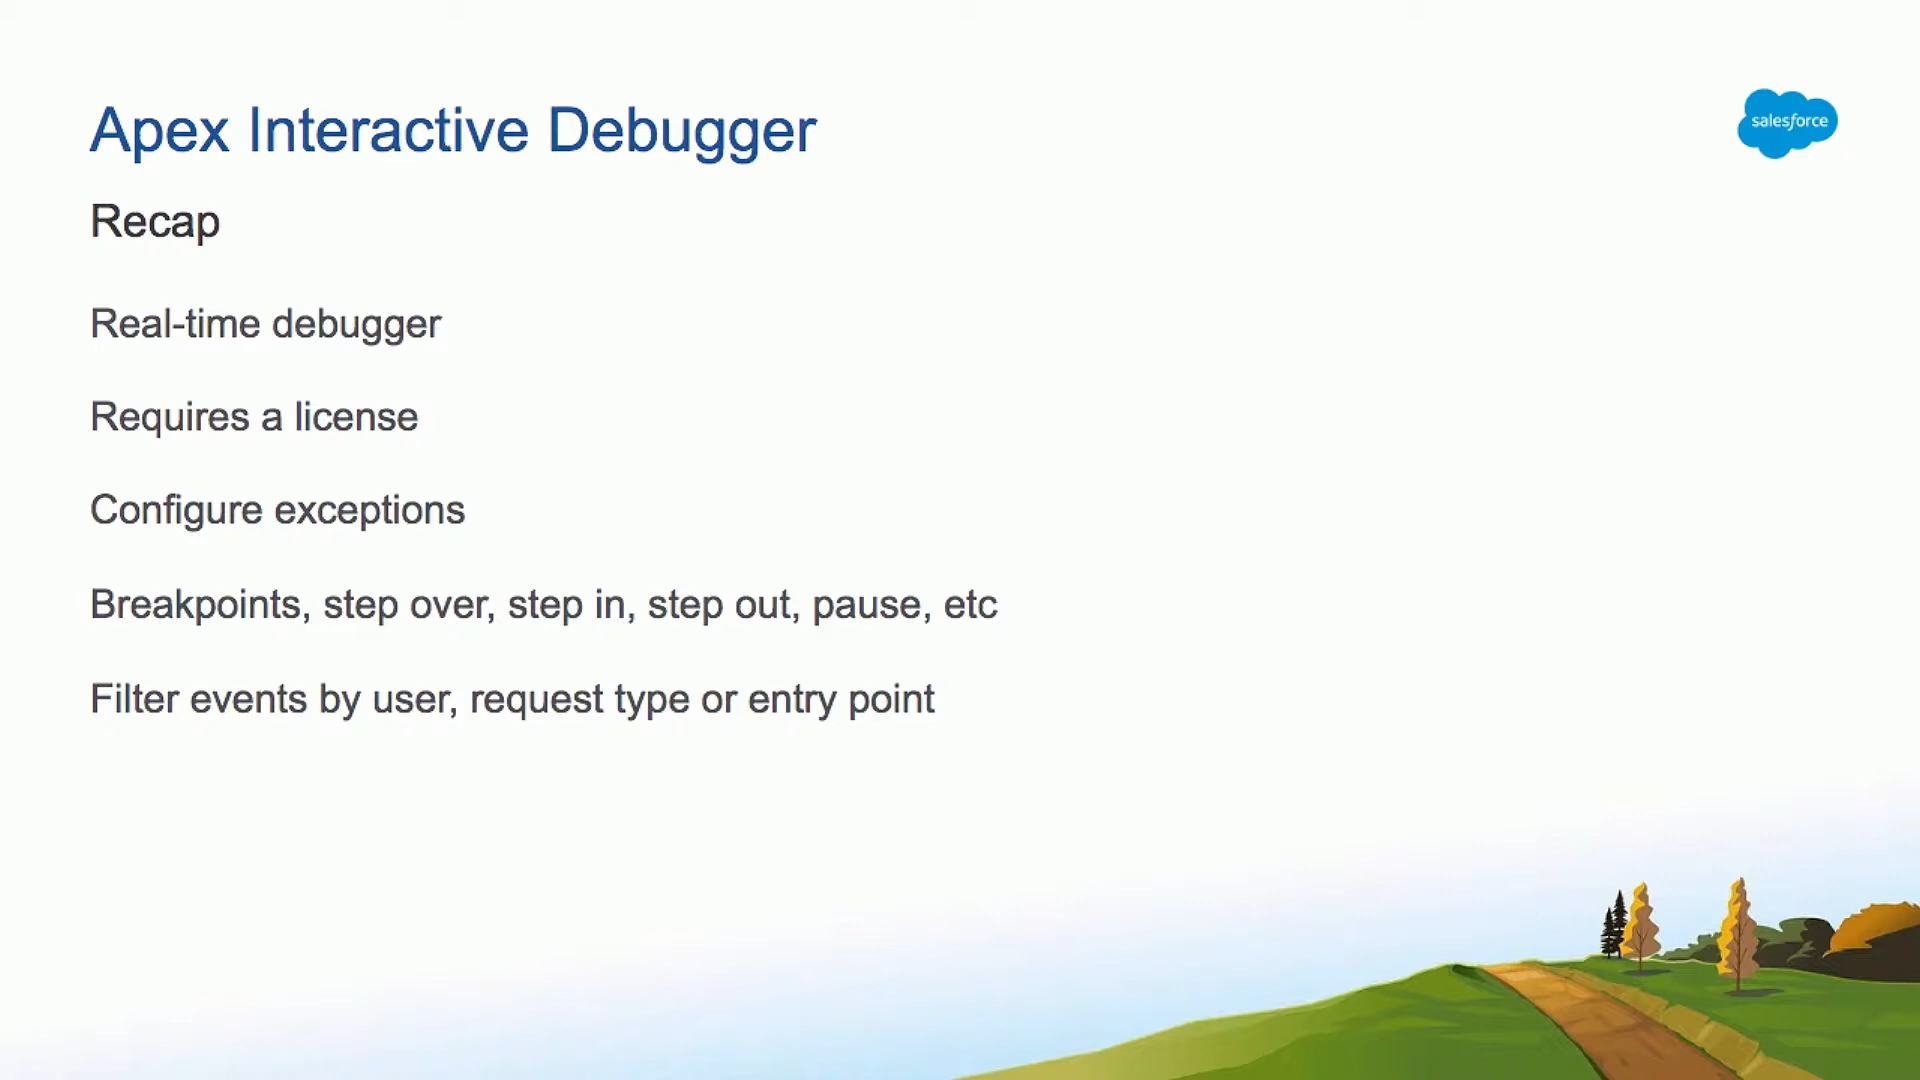 Apex Interactive Debugger
salesforce
Recap
Real-time debugger
Requires a license
Configure exceptions
Breakpoints, step over, step in, step out, pause, etc
Filter events by user, request type or entry point